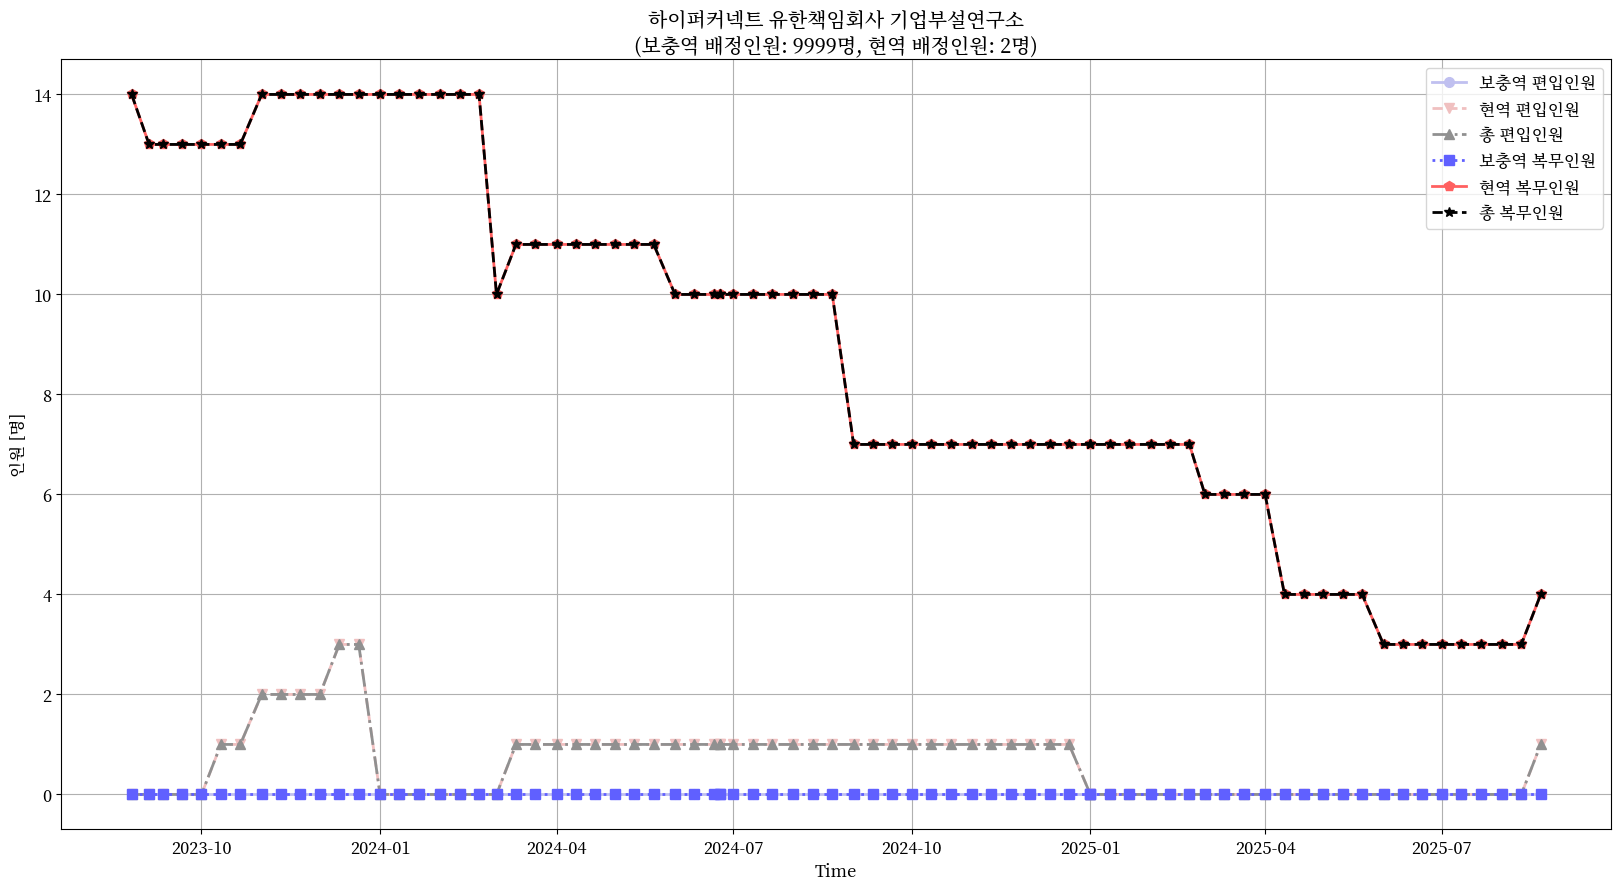 하이퍼커넥트 유한책임회사 기업부설연구소
(보충역 배정인원: 9999명, 현역 배정인원: 2명)
보충역 편입인원
현역 편입인원
총 편입인원
보충역 복무인원
현역 복무인원
총 복무인원
인원 [명]
14
12
10
8
6
4
2
0
2023-10
2024-01
2024-04
2024-07
2024-10
2025-01
2025-04
2025-07
Time